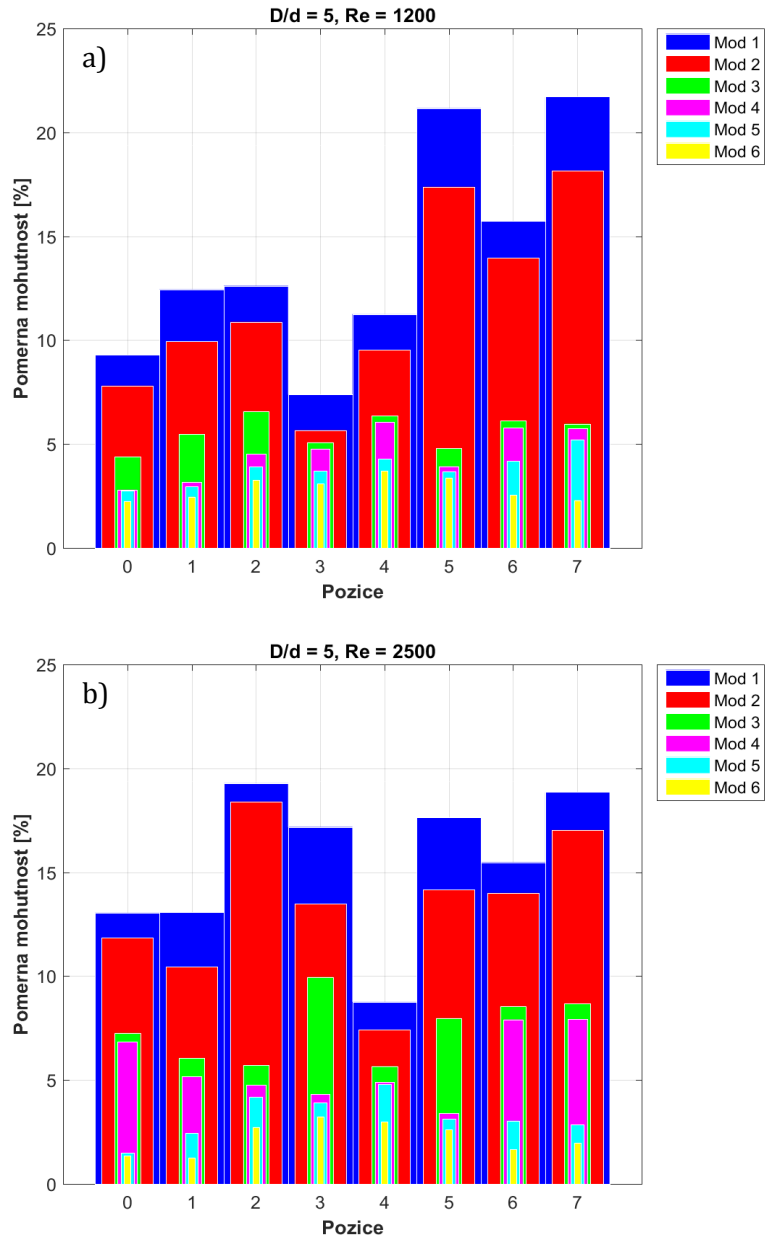 D/d = 5, Re = 1200
a)
Pomerna mohutnost [%]
25
20
15
10
5
0
0 1 2 3 4 5 6 7
Pozice
Mod 1
Mod 2
Mod 3
Mod 4
Mod 5
Mod 6
D/d = 5, Re = 2500
b)
Pomerna mohutnost [%]
25
20
15
10
5
0
0 1 2 3 4 5 6 7
Pozice
Mod 1
Mod 2
Mod 3
Mod 4
Mod 5
Mod 6